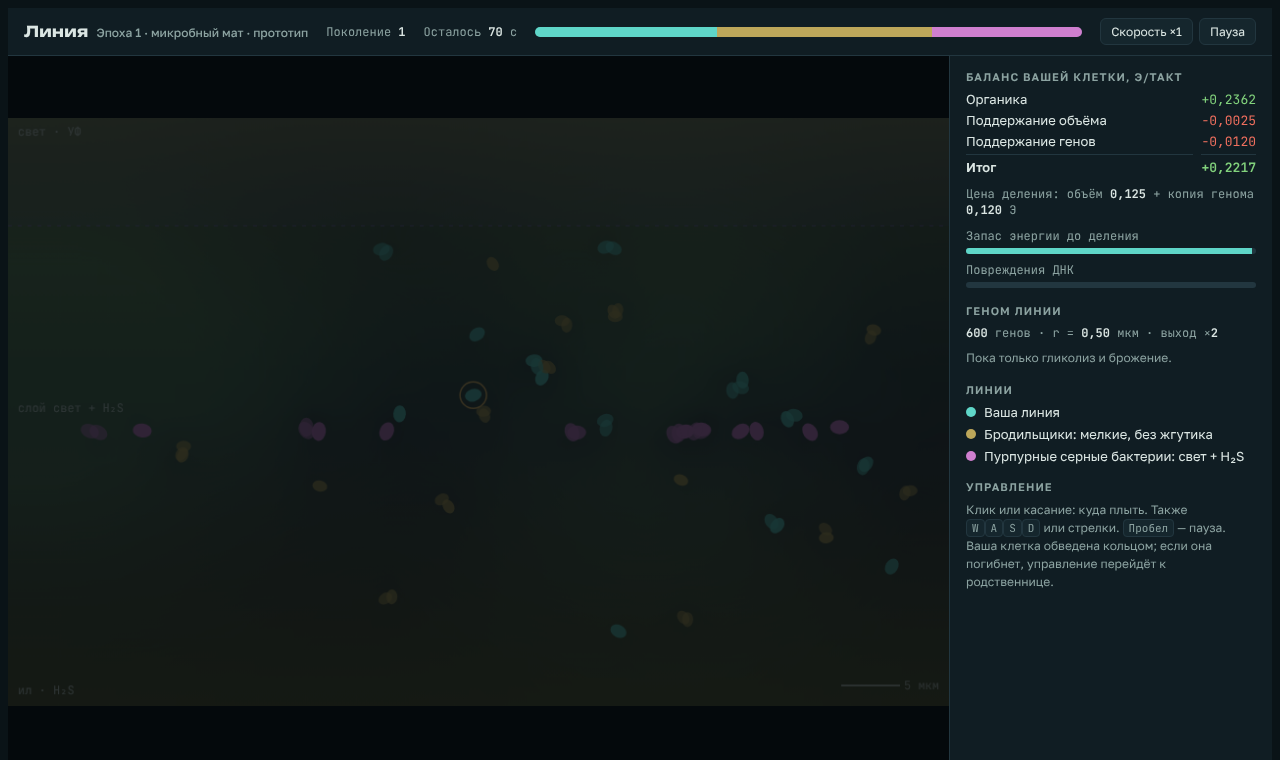 Линия Эпоха 1 · микробный мат · прототип Поколение 1 Осталось 70 с Скорость ×1 Пауза
свет · УФ
слой свет + H₂S
ил · H₂S
5 мкм
БАЛАНС ВАШЕЙ КЛЕТКИ, Э/ТАКТ
Органика +0,2362
Поддержание объёма -0,0025
Поддержание генов -0,0120
Итог +0,2217
Цена деления: объём 0,125 + копия генома
0,120 Э
Запас энергии до деления
Повреждения ДНК
ГЕНОМ ЛИНИИ
600 генов · r = 0,50 мкм · выход ×2
Пока только гликолиз и брожение.
ЛИНИИ
Ваша линия
Бродильщики: мелкие, без жгутика
Пурпурные серные бактерии: свет + H₂S
УПРАВЛЕНИЕ
Клик или касание: куда плыть. Также
W A S D или стрелки. Пробел — пауза.
Ваша клетка обведена кольцом; если она
погибнет, управление перейдёт к
родственнице.